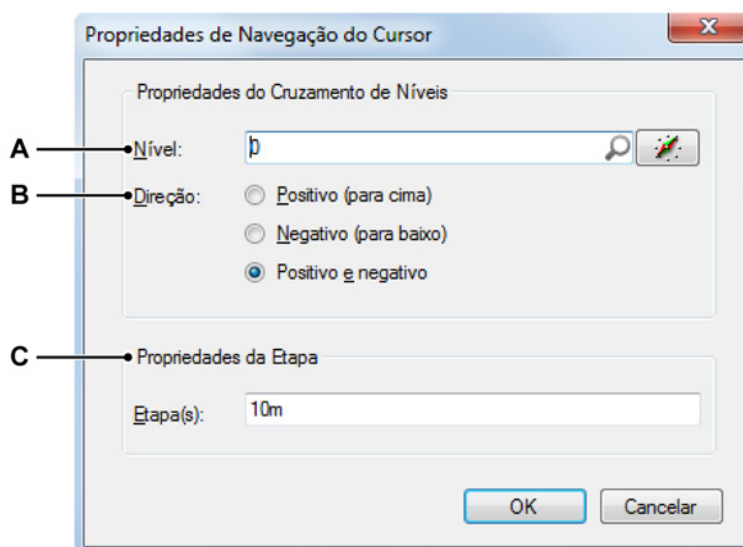 Propriedades de Navegação do Cursor
Propriedades do Cruzamento de Níveis
A
Nível:
0
B
Direção:
Positivo (para cima)
Negativo (para baixo)
Positivo e negativo
C
Propriedades da Etapa
Etapa(s):
10m
OK
Cancelar